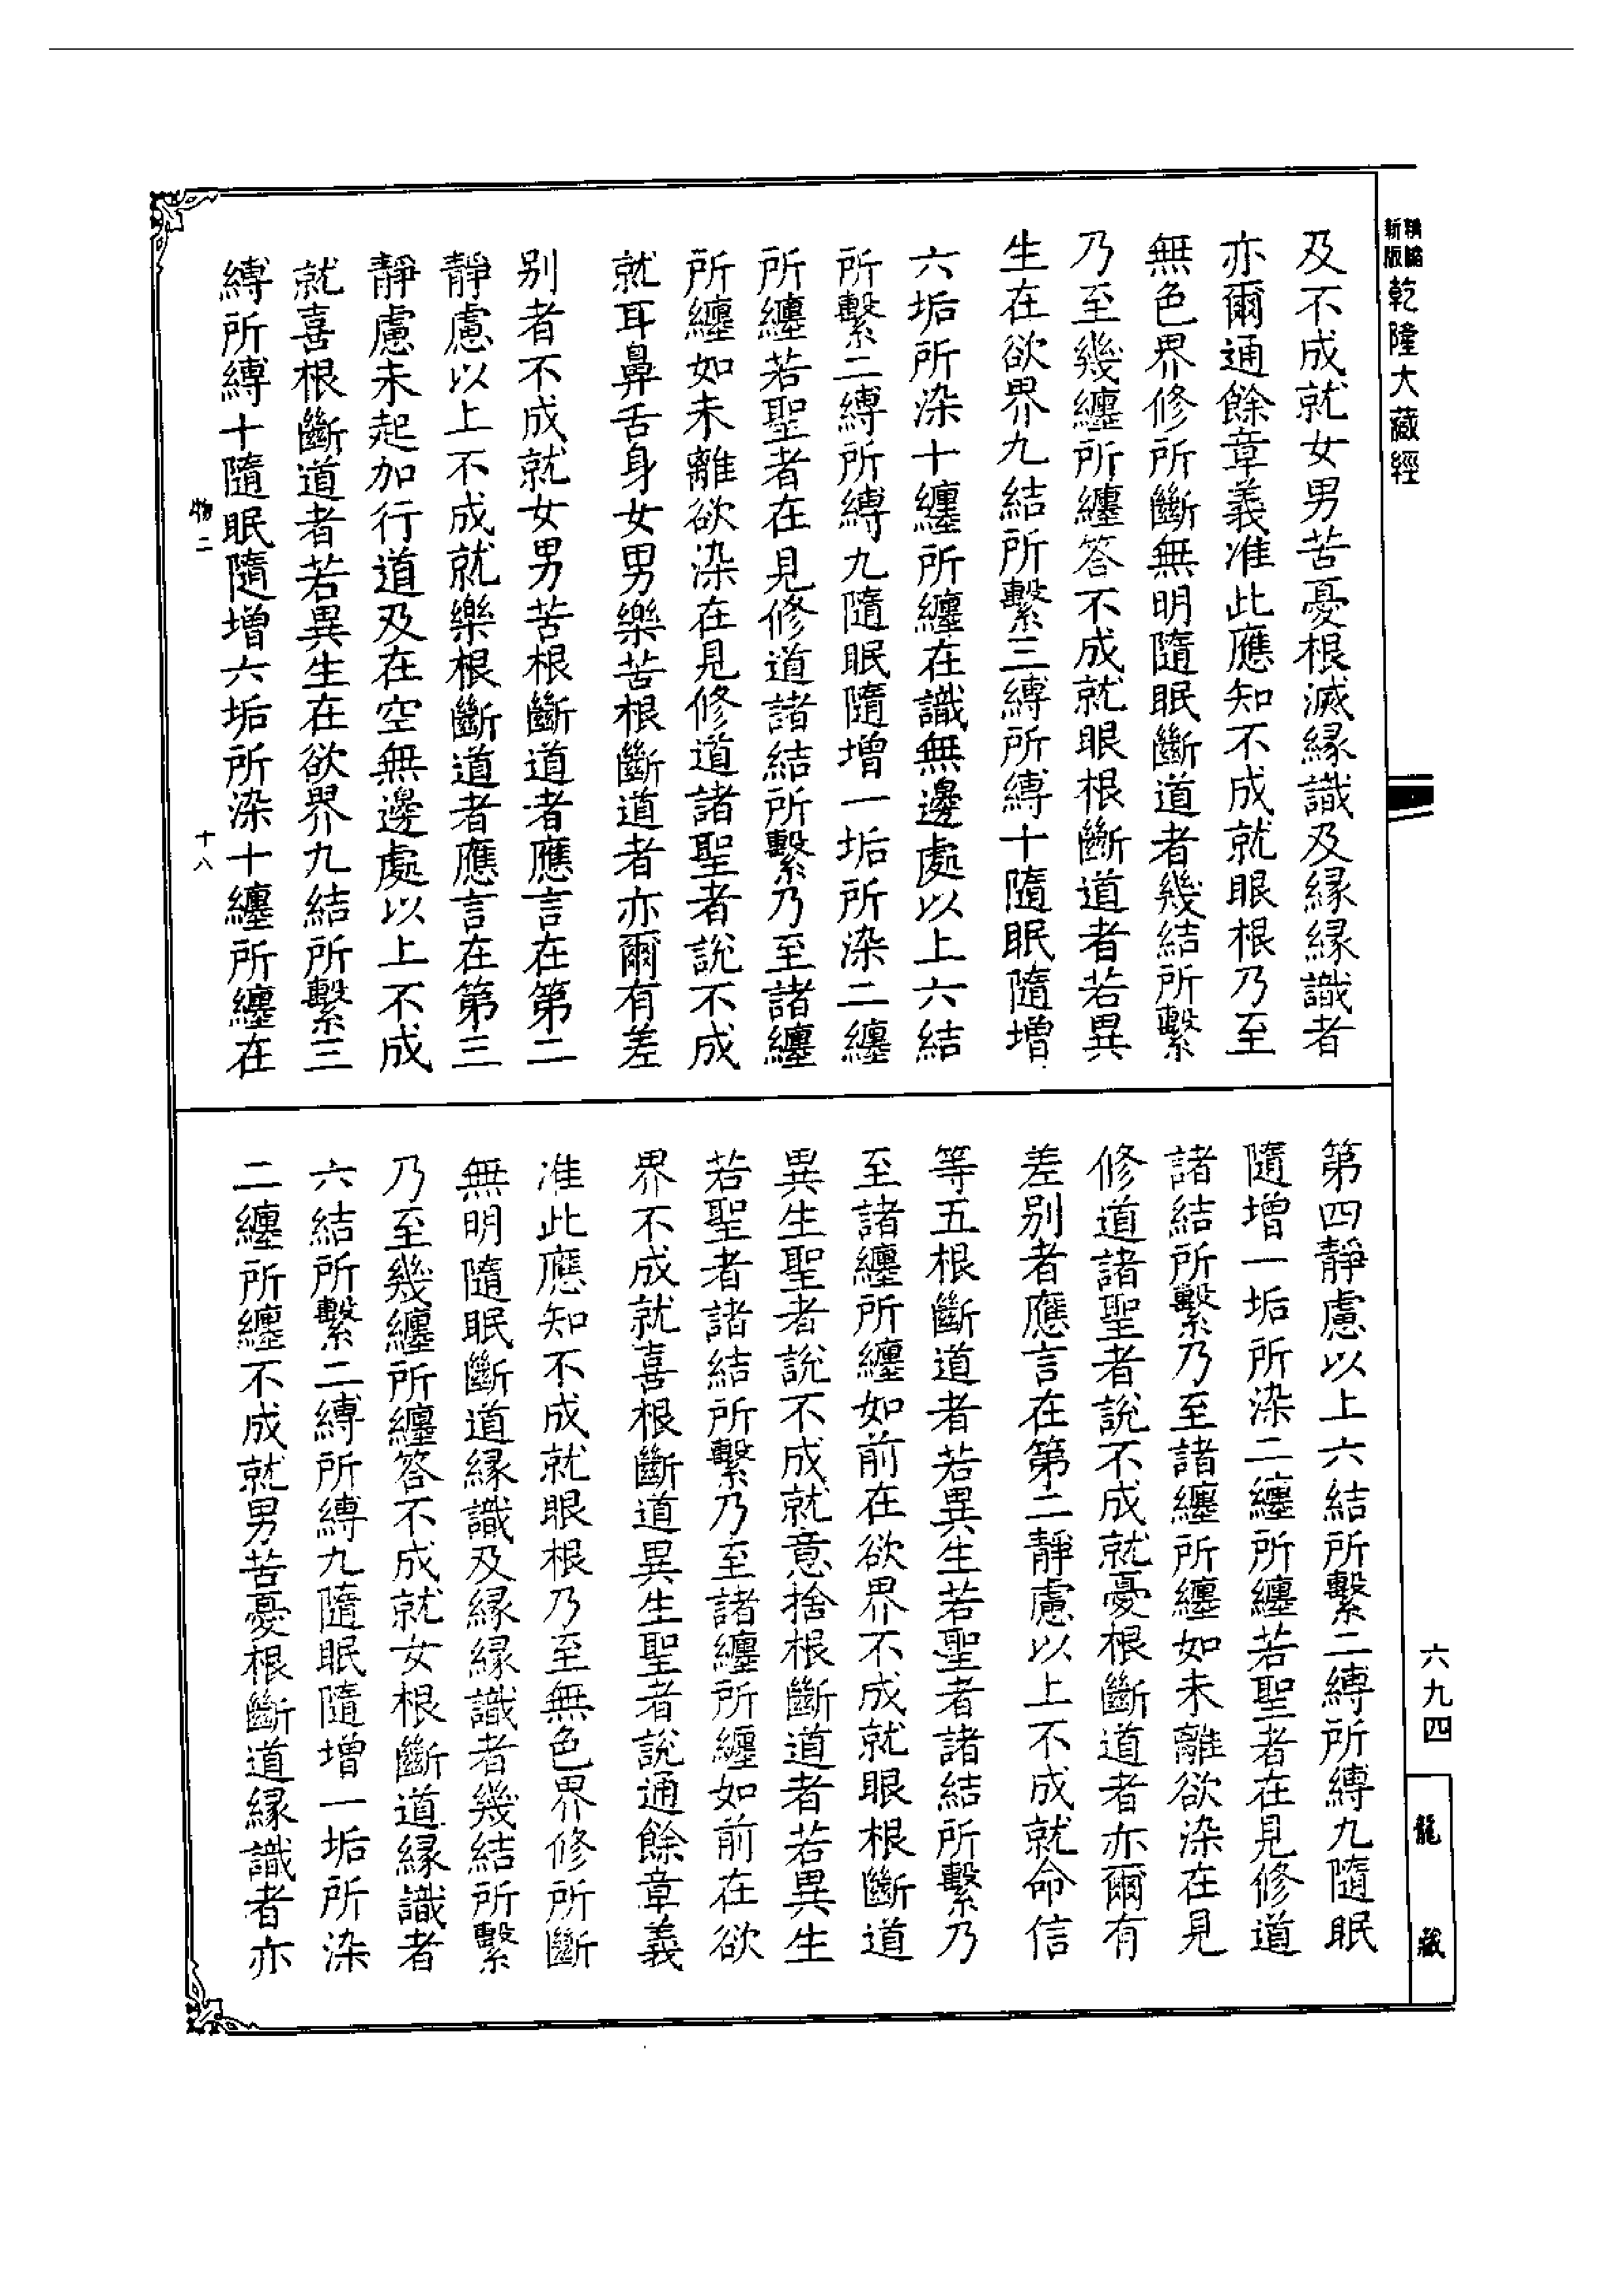 新版精縮乾隆大藏經
及不成就女男苦憂根滅緣識及緣緣識者
亦爾通餘章義准此應知不成就眼根乃至
無色界修所斷無明隨眠斷道者幾結所繫
乃至幾纏所纏答不成就眼根斷道者若異
生在欲界九結所繫三縛所縛十隨眠隨增
六垢所染十纏所纏在識無邊處以上六結
所繫二縛所縛九隨眠隨增一垢所染二纏
所纏若聖者在見修道諸結所繫乃至諸纏
所纏如未離欲染在見修道諸聖者說不成
就耳鼻舌身女男樂苦根斷道者亦爾有差
別者不成就女男苦根斷道者應言在第二
靜慮以上不成就樂根斷道者應言在第三
靜慮未起加行道及在空無邊處以上不成
就喜根斷道者若異生在欲界九結所繫三
縛所縛十隨眠隨增六垢所染十纏所纏在
物二 十八
第四靜慮以上六結所繫二縛所縛九隨眠
隨增一垢所染二纏所纏若聖者在見修道
諸結所繫乃至諸纏所纏如未離欲染在見
修道諸聖者說不成就憂根斷道者亦爾有
差別者應言在第二靜慮以上不成就命信
等五根斷道者若異生若聖者諸結所繫乃
至諸纏所纏如前在欲界不成就眼根斷道
異生聖者說不成就意捨根斷道者若異生
若聖者諸結所繫乃至諸纏所纏如前在欲
界不成就喜根斷道異生聖者說通餘章義
准此應知不成就眼根乃至無色界修所斷
無明隨眠斷道緣識及緣緣識者幾結所繫
乃至幾纏所纏答不成就女根斷道緣識者
六結所繫二縛所縛九隨眠隨增一垢所染
二纏所纏不成就男苦憂根斷道緣識者亦
六九四
龍藏